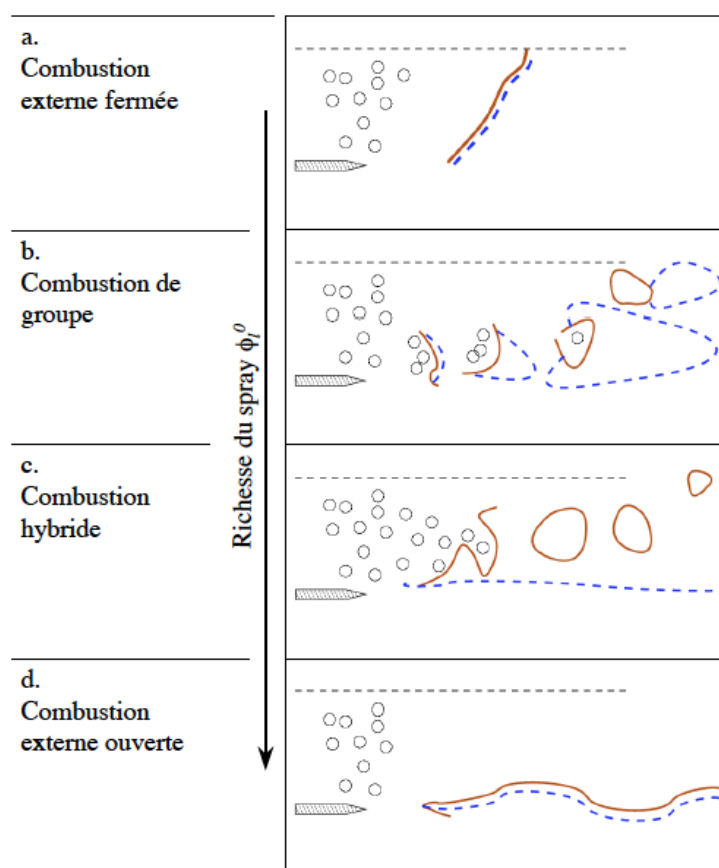 a.
Combustion
externe fermée
b.
Combustion de
groupe
c.
Combustion
hybride
d.
Combustion
externe ouverte
Richesse du spray ϕₗ⁰